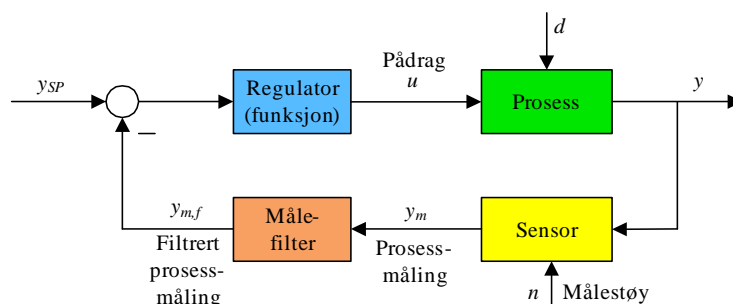 d
y_SP
Regulator
(funksjon)
Pådrag
u
Prosess
y
y_m,f
Filtrert
prosess-
måling
Måle-
filter
y_m
Prosess-
måling
Sensor
n
Målestøy